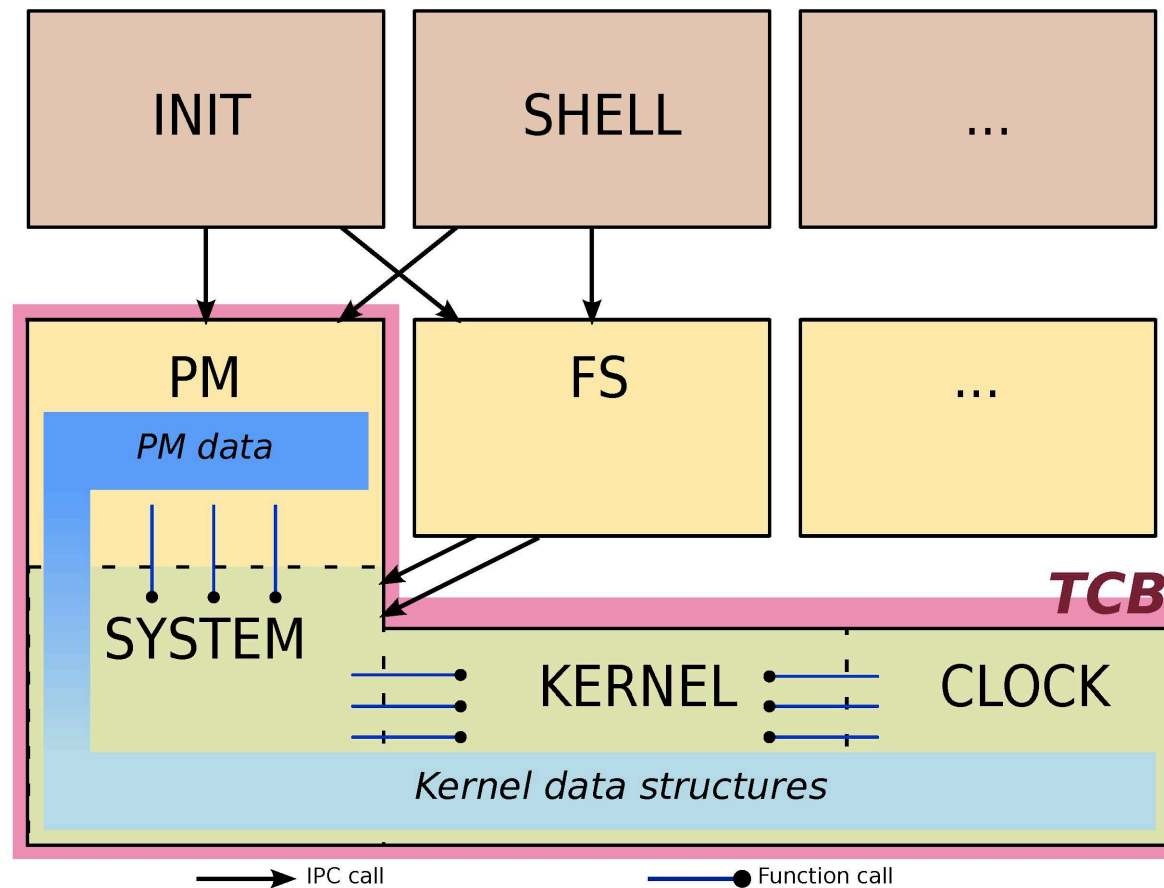 INIT
SHELL
...
PM
FS
...
PM data
TCB
SYSTEM
KERNEL
CLOCK
Kernel data structures
IPC call
Function call